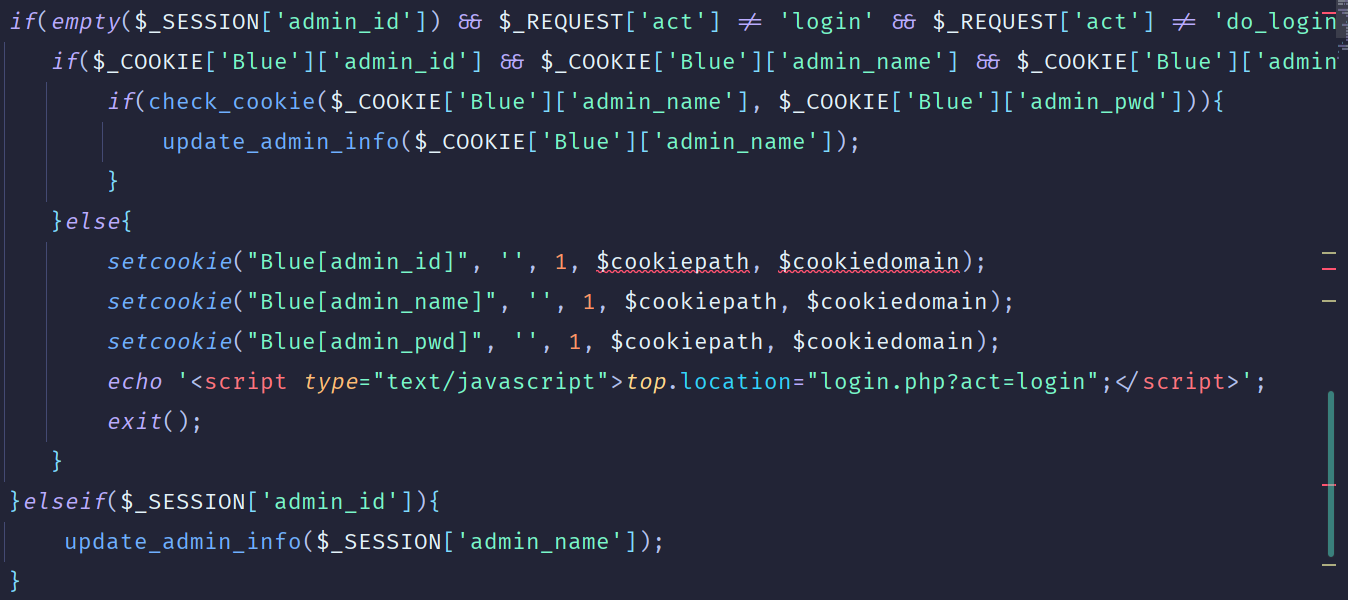 if(empty($_SESSION['admin_id']) && $_REQUEST['act'] != 'login' && $_REQUEST['act'] != 'do_login
if($_COOKIE['Blue']['admin_id'] && $_COOKIE['Blue']['admin_name'] && $_COOKIE['Blue']['admin
if(check_cookie($_COOKIE['Blue']['admin_name'], $_COOKIE['Blue']['admin_pwd'])){
update_admin_info($_COOKIE['Blue']['admin_name']);
}
}else{
setcookie("Blue[admin_id]", '', 1, $cookiepath, $cookiedomain);
setcookie("Blue[admin_name]", '', 1, $cookiepath, $cookiedomain);
setcookie("Blue[admin_pwd]", '', 1, $cookiepath, $cookiedomain);
echo '<script type="text/javascript">top.location="login.php?act=login";</script>';
exit();
}
}elseif($_SESSION['admin_id']){
update_admin_info($_SESSION['admin_name']);
}